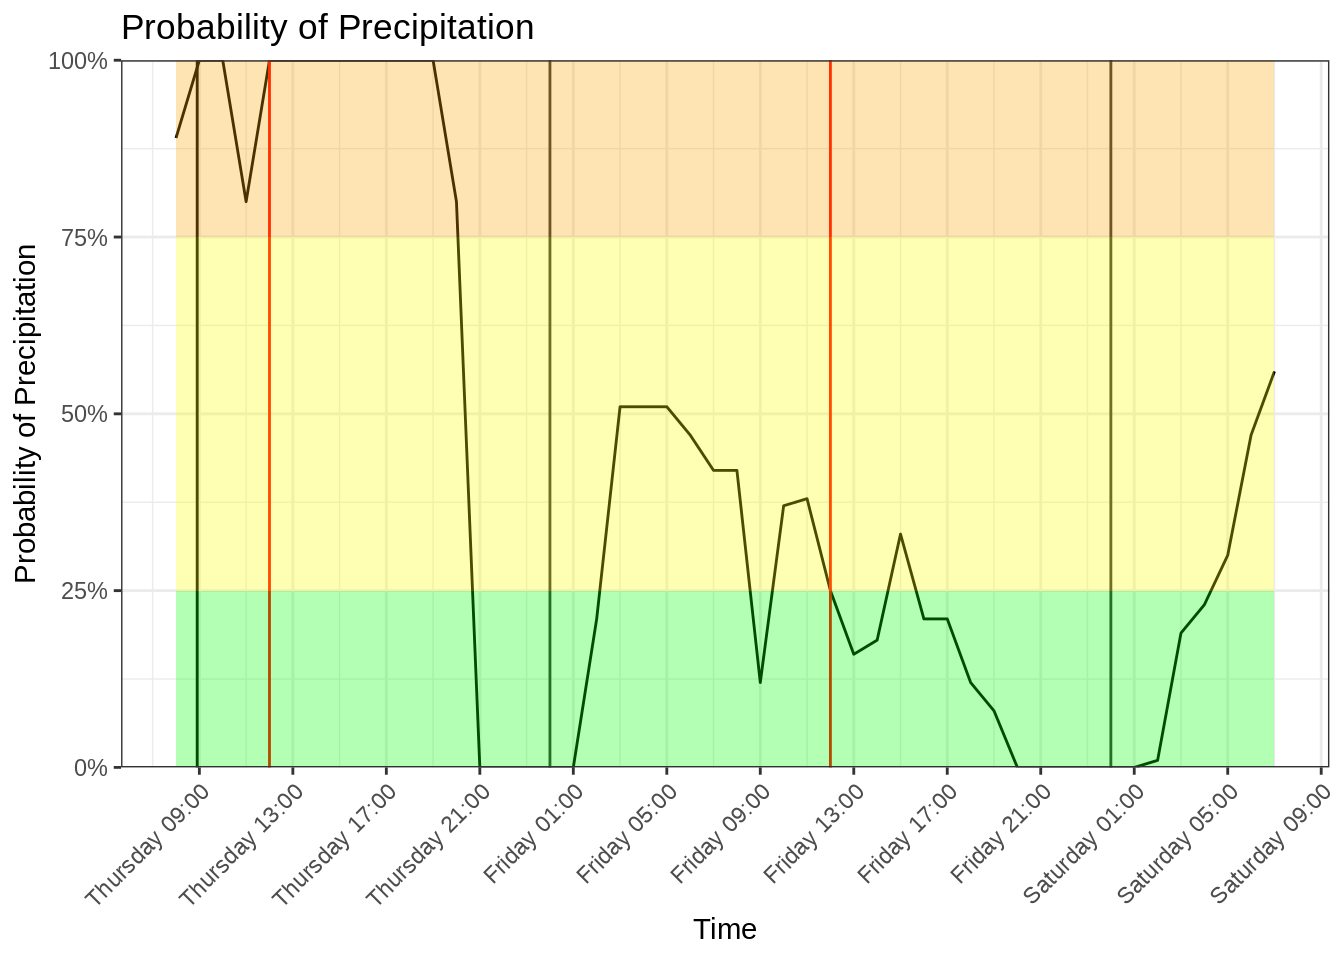 Probability of Precipitation
Probability of Precipitation
100%
75%
50%
25%
0%
Thursday 09:00
Thursday 13:00
Thursday 17:00
Thursday 21:00
Friday 01:00
Friday 05:00
Friday 09:00
Friday 13:00
Friday 17:00
Friday 21:00
Saturday 01:00
Saturday 05:00
Saturday 09:00
Time